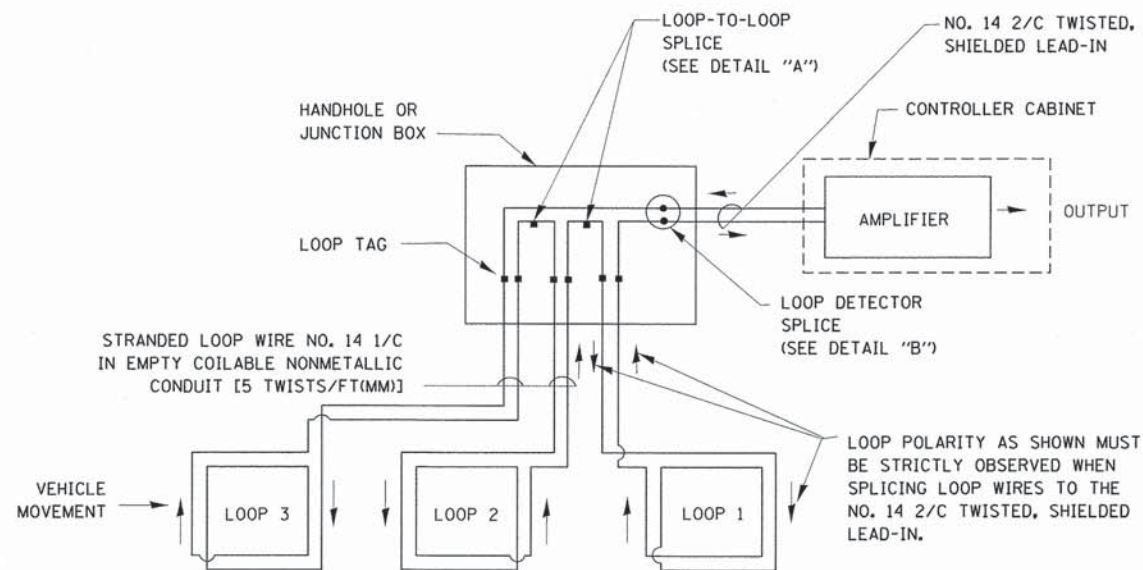 LOOP-TO-LOOP
SPLICE
(SEE DETAIL "A")
NO. 14 2/C TWISTED,
SHIELDED LEAD-IN
HANDHOLE OR
JUNCTION BOX
CONTROLLER CABINET
AMPLIFIER
OUTPUT
LOOP TAG
LOOP DETECTOR
SPLICE
(SEE DETAIL "B")
STRANDED LOOP WIRE NO. 14 1/C
IN EMPTY COILABLE NONMETALLIC
CONDUIT [5 TWISTS/FT(MM)]
LOOP POLARITY AS SHOWN MUST
BE STRICTLY OBSERVED WHEN
SPLICING LOOP WIRES TO THE
NO. 14 2/C TWISTED, SHIELDED
LEAD-IN.
VEHICLE
MOVEMENT
LOOP 3
LOOP 2
LOOP 1